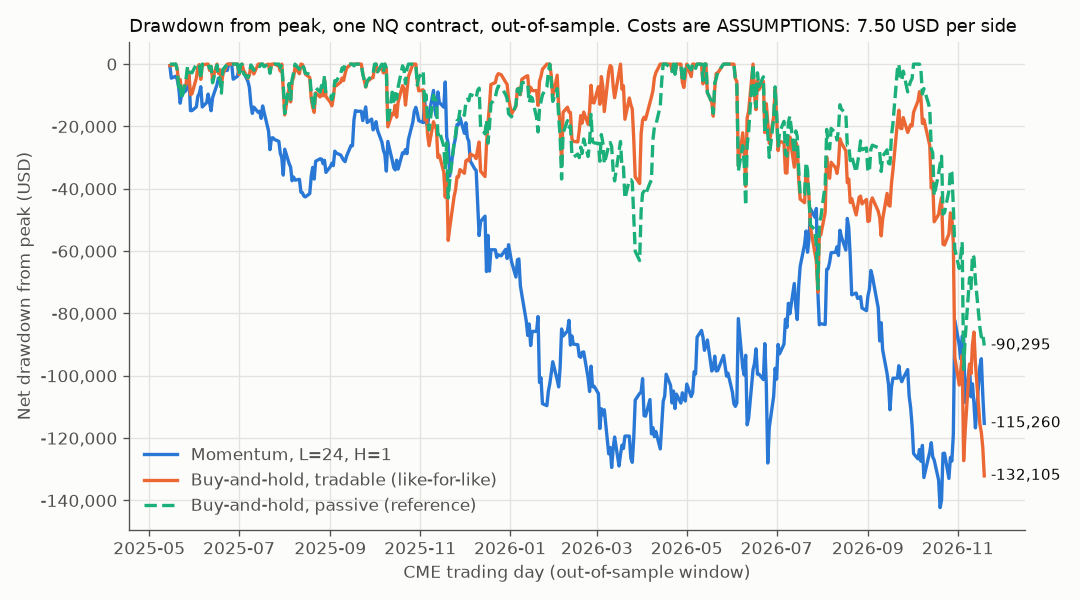 Drawdown from peak, one NQ contract, out-of-sample. Costs are ASSUMPTIONS: 7.50 USD per side
Net drawdown from peak (USD)
0
-20,000
-40,000
-60,000
-80,000
-100,000
-120,000
-140,000
-90,295
-115,260
-132,105
Momentum, L=24, H=1
Buy-and-hold, tradable (like-for-like)
Buy-and-hold, passive (reference)
2025-05 2025-07 2025-09 2025-11 2026-01 2026-03 2026-05 2026-07 2026-09 2026-11
CME trading day (out-of-sample window)